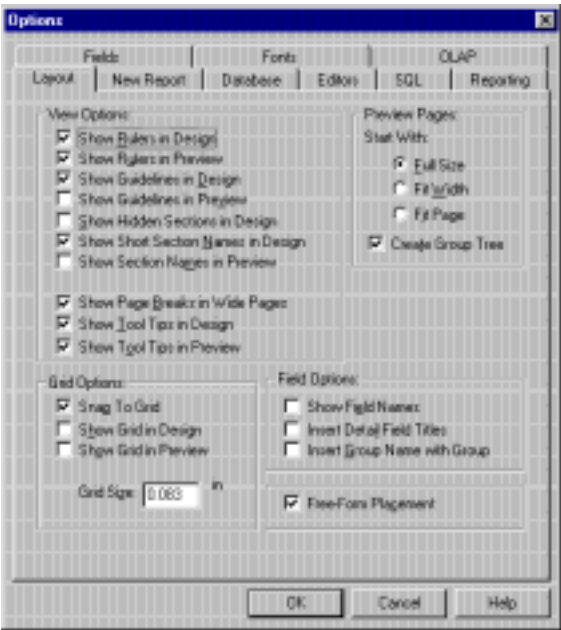 Options
Fields Fonts OLAP
Layout New Report Database Editors SQL Reporting
View Options:
Show Rulers in Design
Show Rulers in Preview
Show Guidelines in Design
Show Guidelines in Preview
Show Hidden Sections in Design
Show Short Section Names in Design
Show Section Names in Preview
Show Page Breaks in Wide Pages
Show Tool Tips in Design
Show Tool Tips in Preview
Preview Pages:
Start With:
Full Size
Fit Width
Fit Page
Create Group Tree
Grid Options:
Snap To Grid
Show Grid in Design
Show Grid in Preview
Grid Size: 0.083 in
Field Options:
Show Field Names
Insert Detail Field Titles
Insert Group Name with Group
Free-Form Placement
OK Cancel Help